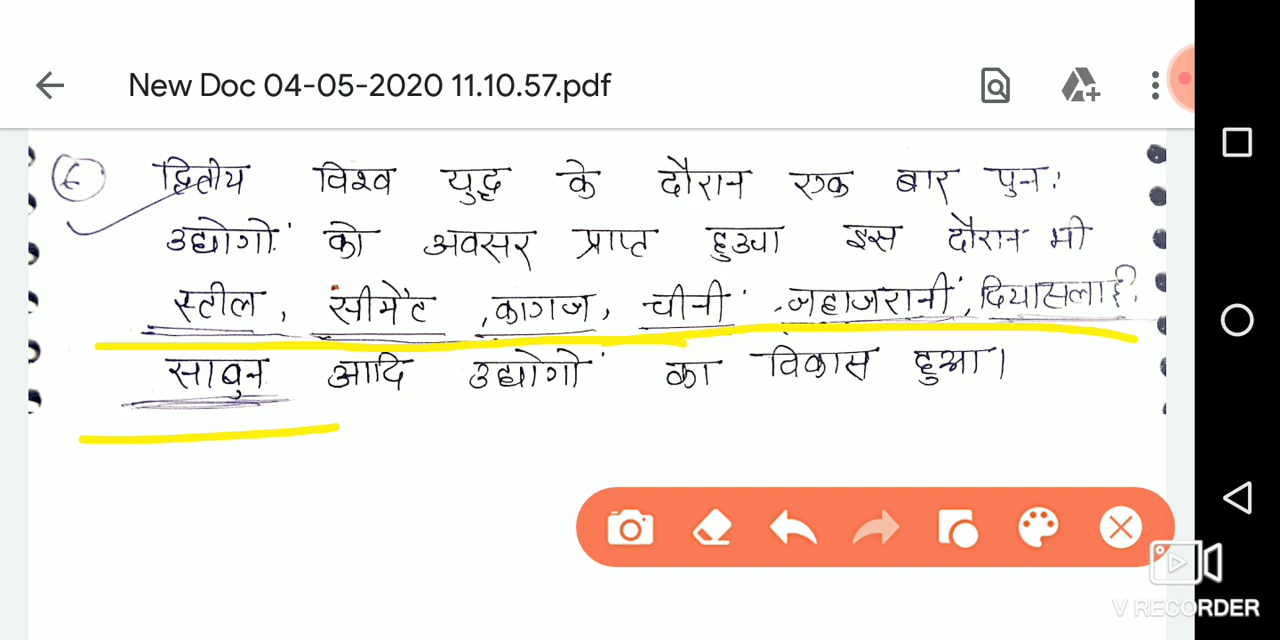 New Doc 04-05-2020 11.10.57.pdf
6 द्वितीय विश्व युद्ध के दौरान एक बार पुनः
उद्योगों को अवसर प्राप्त हुआ इस दौरान भी
स्टील, सीमेंट, कागज, चीनी, जहाजरानी, दियासलाई,
साबुन आदि उद्योगों का विकास हुआ।
V RECORDER